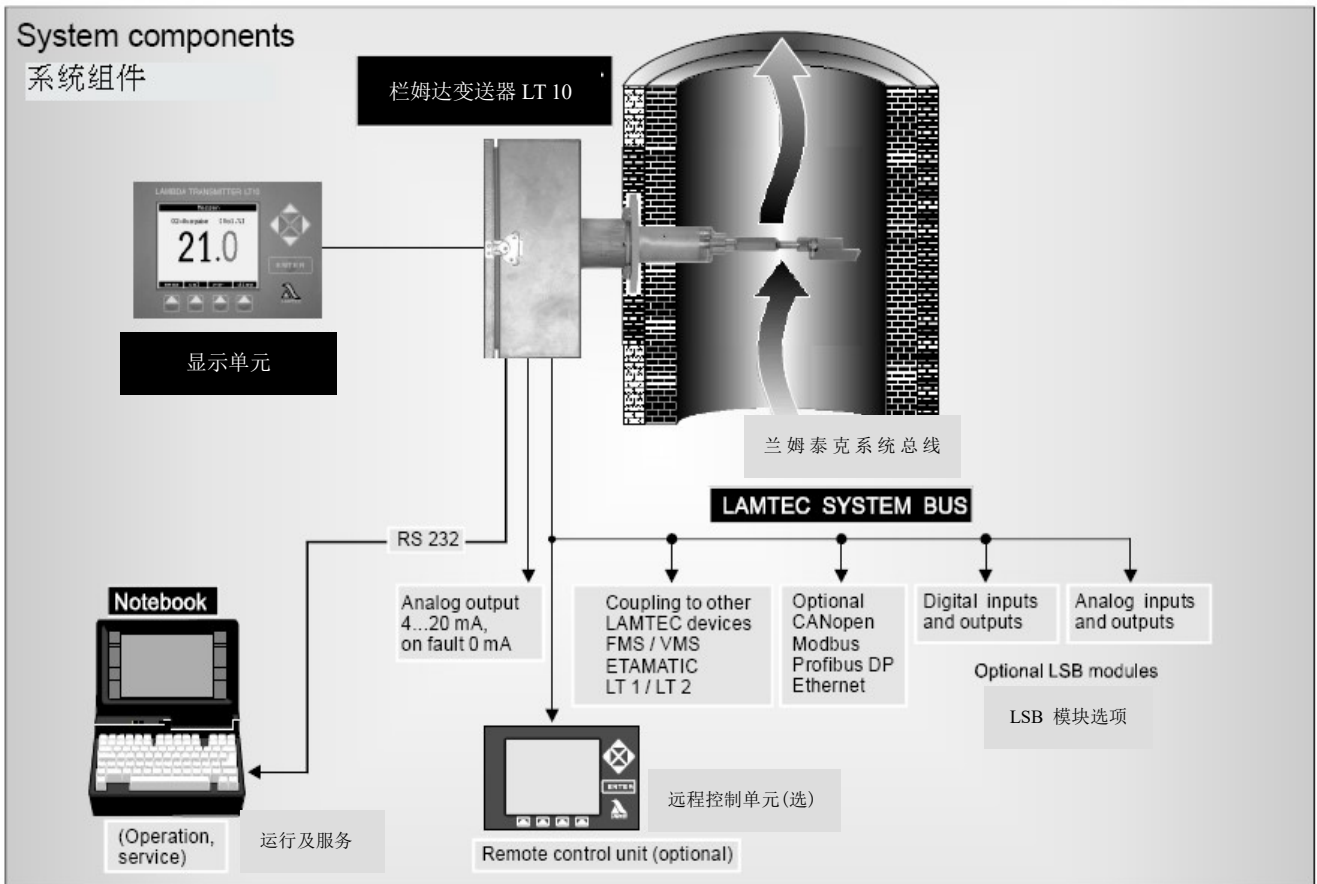 System components
系统组件
栏姆达变送器 LT 10
LAMBDA TRANSMITTER LT10
21.0
ENTER
显示单元
兰姆泰克系统总线
LAMTEC SYSTEM BUS
RS 232
Notebook
Analog output
4...20 mA,
on fault 0 mA
Coupling to other
LAMTEC devices
FMS / VMS
ETAMATIC
LT 1 / LT 2
Optional
CANopen
Modbus
Profibus DP
Ethernet
Digital inputs
and outputs
Analog inputs
and outputs
Optional LSB modules
LSB 模块选项
ENTER
远程控制单元(选)
Remote control unit (optional)
(Operation,
service)
运行及服务